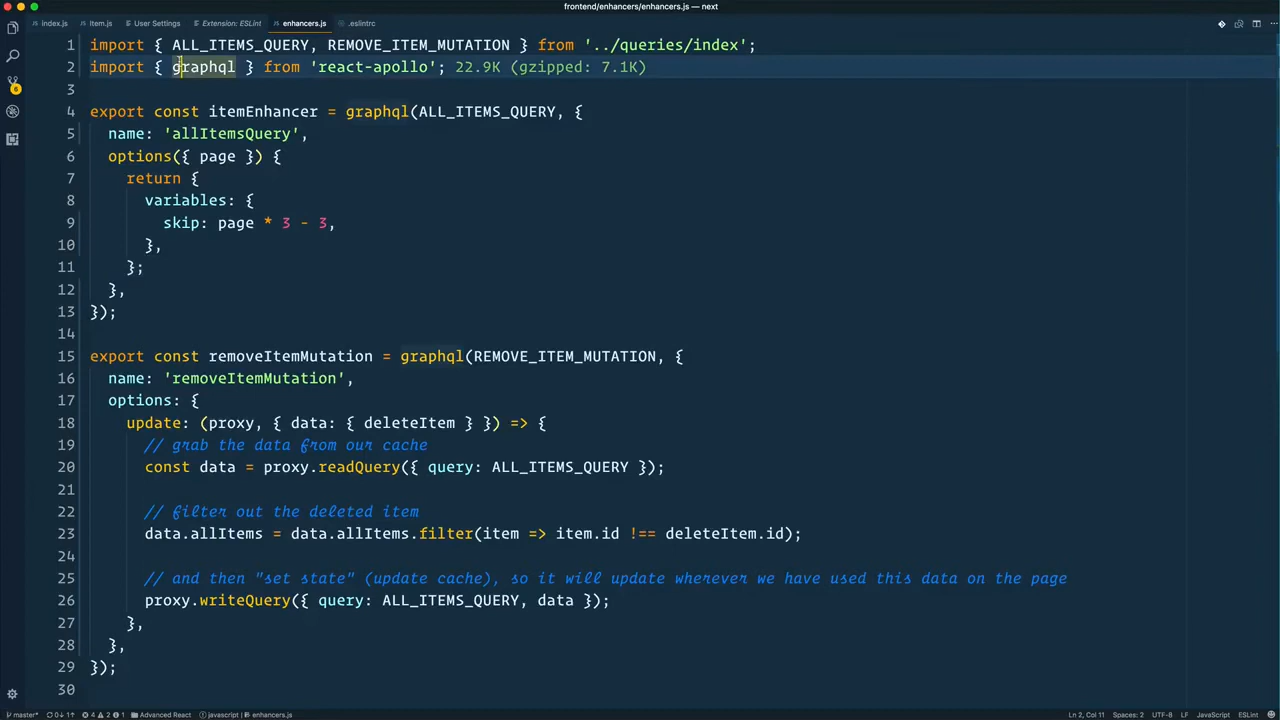 frontend/enhancers/enhancers.js — next
index.js
Item.js
User Settings
Extension: ESLint
enhancers.js
.eslintrc
1 import { ALL_ITEMS_QUERY, REMOVE_ITEM_MUTATION } from '../queries/index';
2 import { graphql } from 'react-apollo'; 22.9K (gzipped: 7.1K)
3
4 export const itemEnhancer = graphql(ALL_ITEMS_QUERY, {
5 name: 'allItemsQuery',
6 options({ page }) {
7 return {
8 variables: {
9 skip: page * 3 - 3,
10 },
11 };
12 },
13 });
14
15 export const removeItemMutation = graphql(REMOVE_ITEM_MUTATION, {
16 name: 'removeItemMutation',
17 options: {
18 update: (proxy, { data: { deleteItem } }) => {
19 // grab the data from our cache
20 const data = proxy.readQuery({ query: ALL_ITEMS_QUERY });
21
22 // filter out the deleted item
23 data.allItems = data.allItems.filter(item => item.id !== deleteItem.id);
24
25 // and then "set state" (update cache), so it will update wherever we have used this data on the page
26 proxy.writeQuery({ query: ALL_ITEMS_QUERY, data });
27 },
28 },
29 });
30
6
master* 0↓ 1↑ 4 2 1 Advanced React javascript | enhancers.js Ln 2, Col 11 Spaces: 2 UTF-8 LF JavaScript ESLint